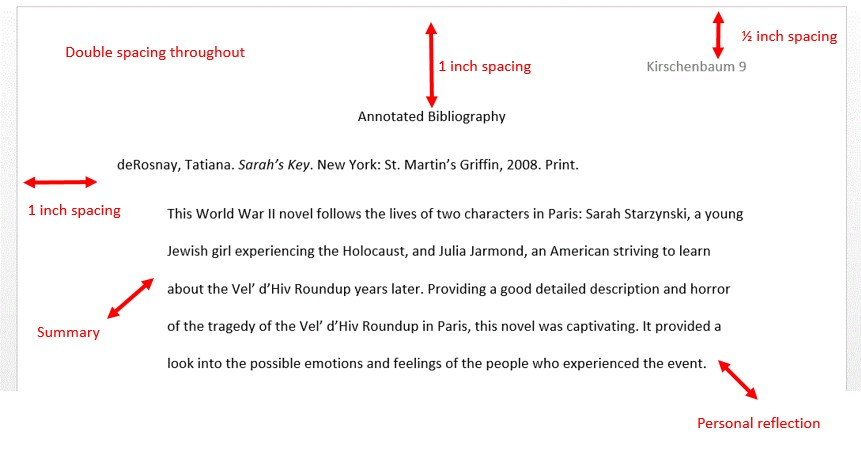 ½ inch spacing
Double spacing throughout
1 inch spacing
Kirschenbaum 9
Annotated Bibliography
deRosnay, Tatiana. Sarah’s Key. New York: St. Martin’s Griffin, 2008. Print.
1 inch spacing
This World War II novel follows the lives of two characters in Paris: Sarah Starzynski, a young
Jewish girl experiencing the Holocaust, and Julia Jarmond, an American striving to learn
about the Vel’ d’Hiv Roundup years later. Providing a good detailed description and horror
of the tragedy of the Vel’ d’Hiv Roundup in Paris, this novel was captivating. It provided a
Summary
look into the possible emotions and feelings of the people who experienced the event.
Personal reflection